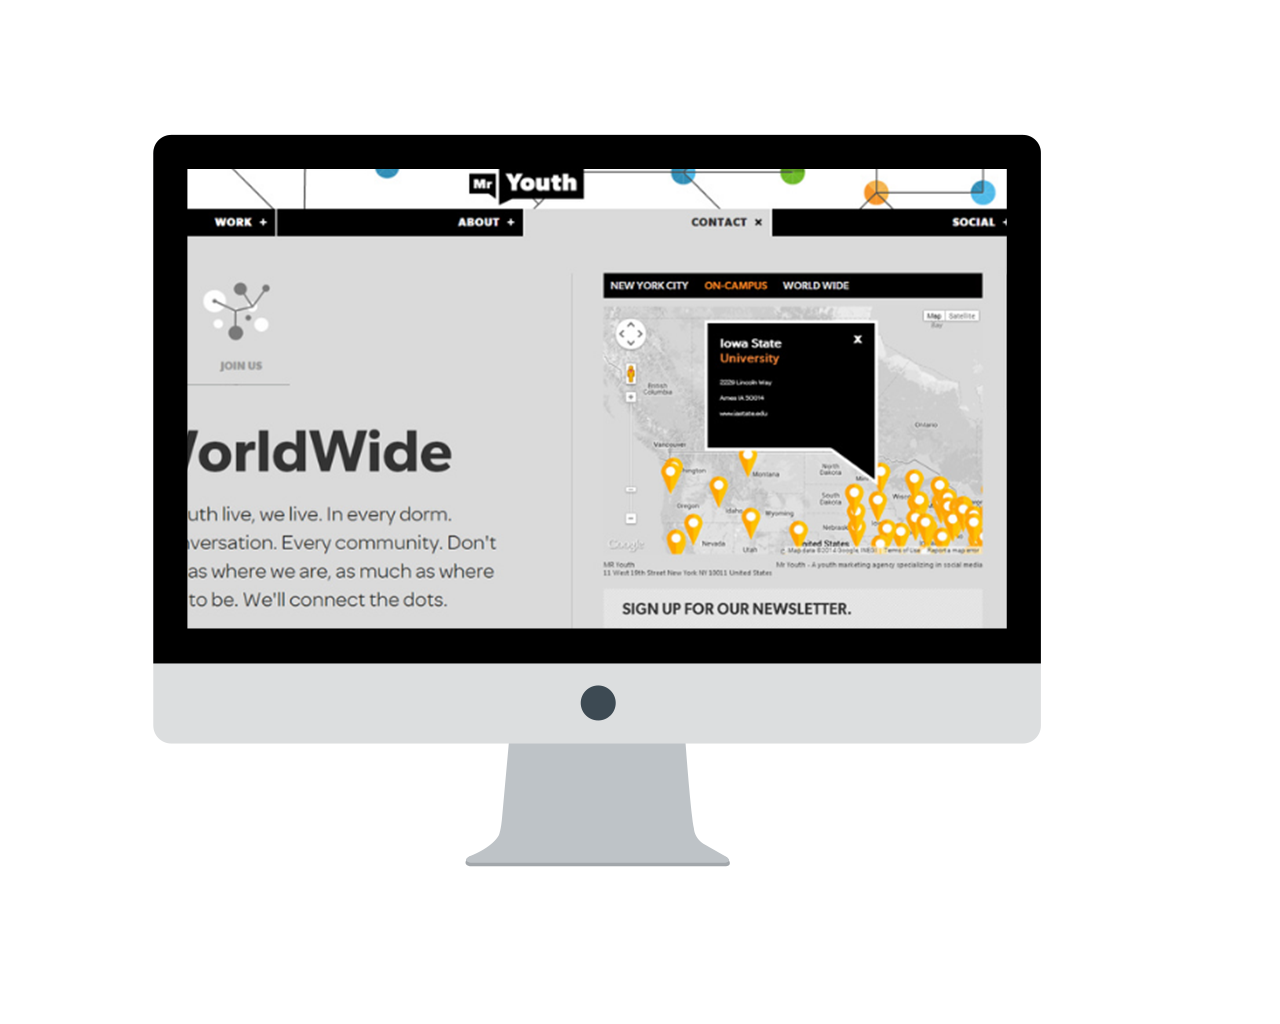 Mr Youth
WORK + ABOUT + CONTACT × SOCIAL +
JOIN US
WorldWide
uth live, we live. In every dorm.
nversation. Every community. Don't
as where we are, as much as where
to be. We'll connect the dots.
NEW YORK CITY ON-CAMPUS WORLD WIDE
Map Satellite
Bay
Iowa State X
University
2229 Lincoln Way
Ames IA 50014
www.iastate.edu
British
Columbia
Ontario
Vancouver
hington
Montana
North
Dakota
Oregon
Idaho
Wyoming
South
Dakota
Nebrask
Nevada
Utah
United States
Google
Map data ©2014 Google, INEGI Terms of Use Report a map error
MR Youth
11 West 19th Street New York NY 10011 United States
Mr Youth - A youth marketing agency specializing in social media
SIGN UP FOR OUR NEWSLETTER.